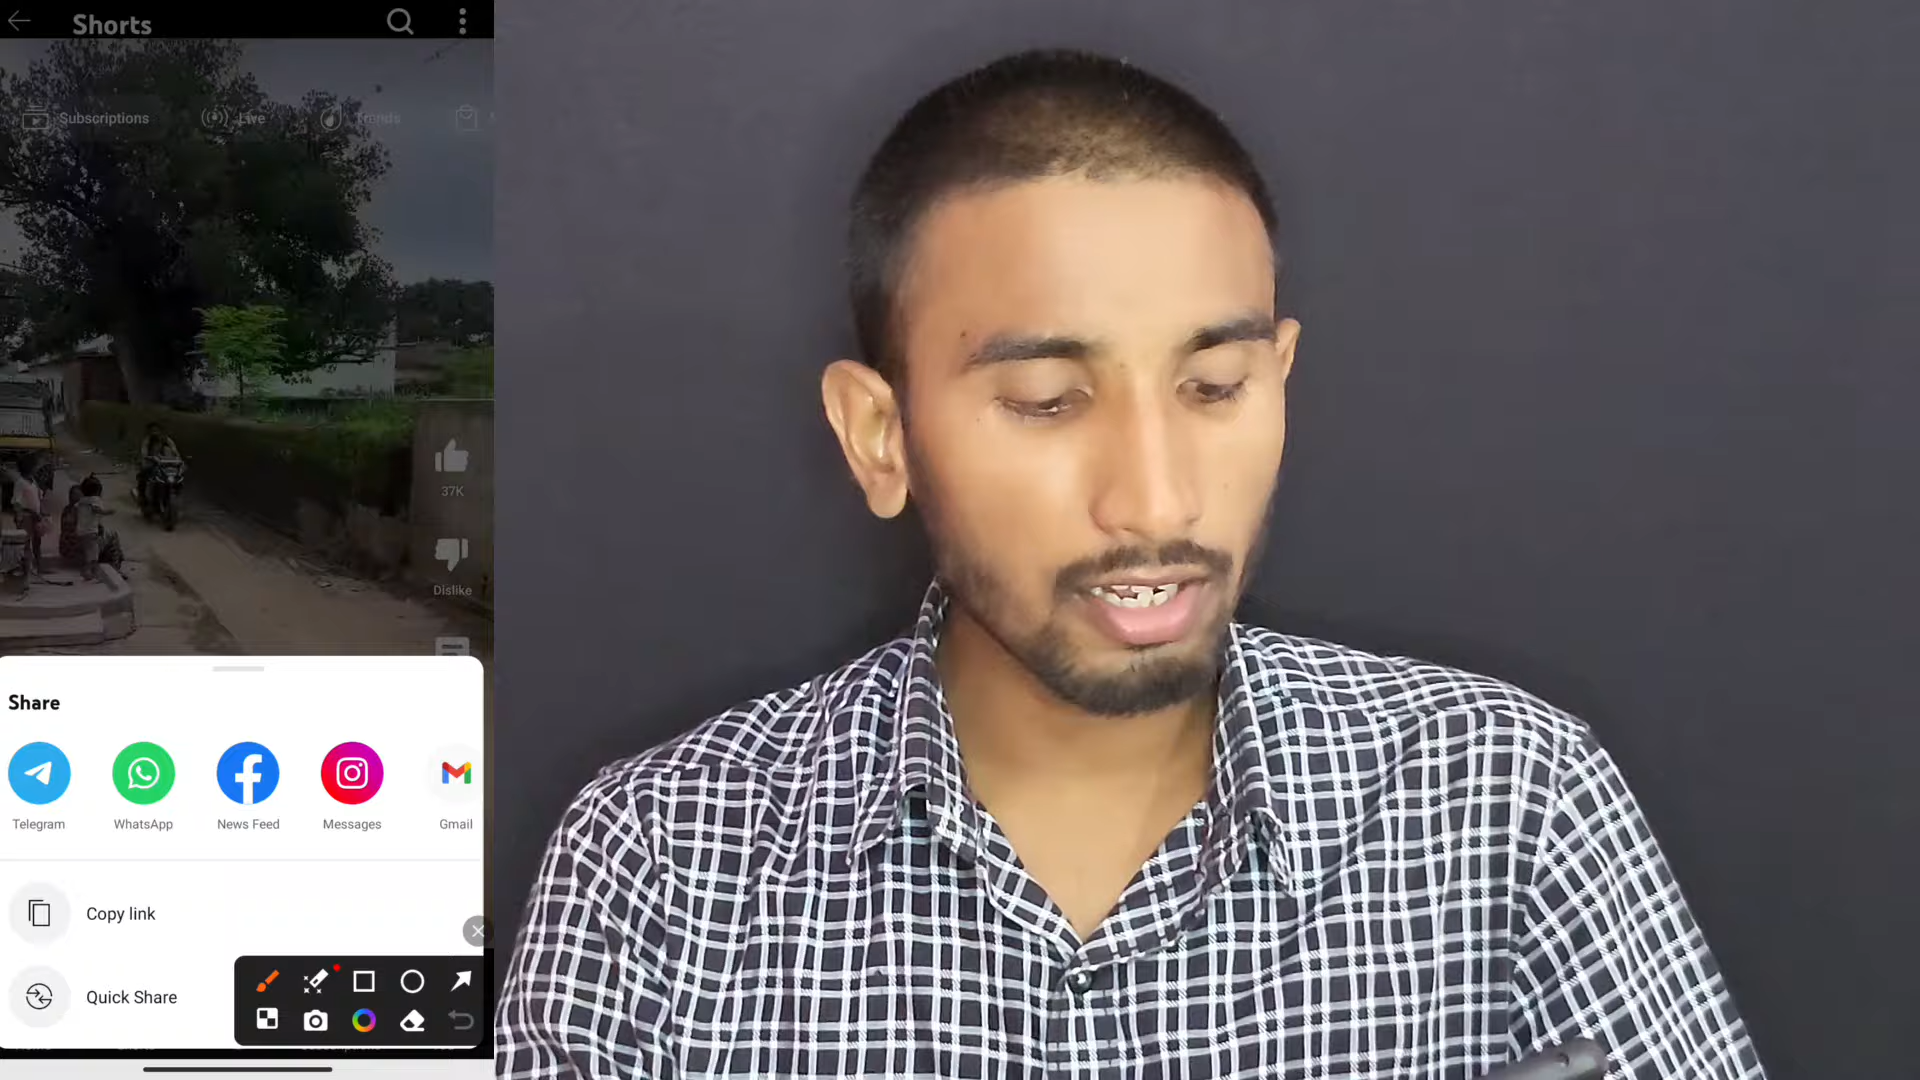 Shorts
Subscriptions
Live
Trends
37K
Dislike
Share
Telegram
WhatsApp
News Feed
Messages
Gmail
Copy link
Quick Share